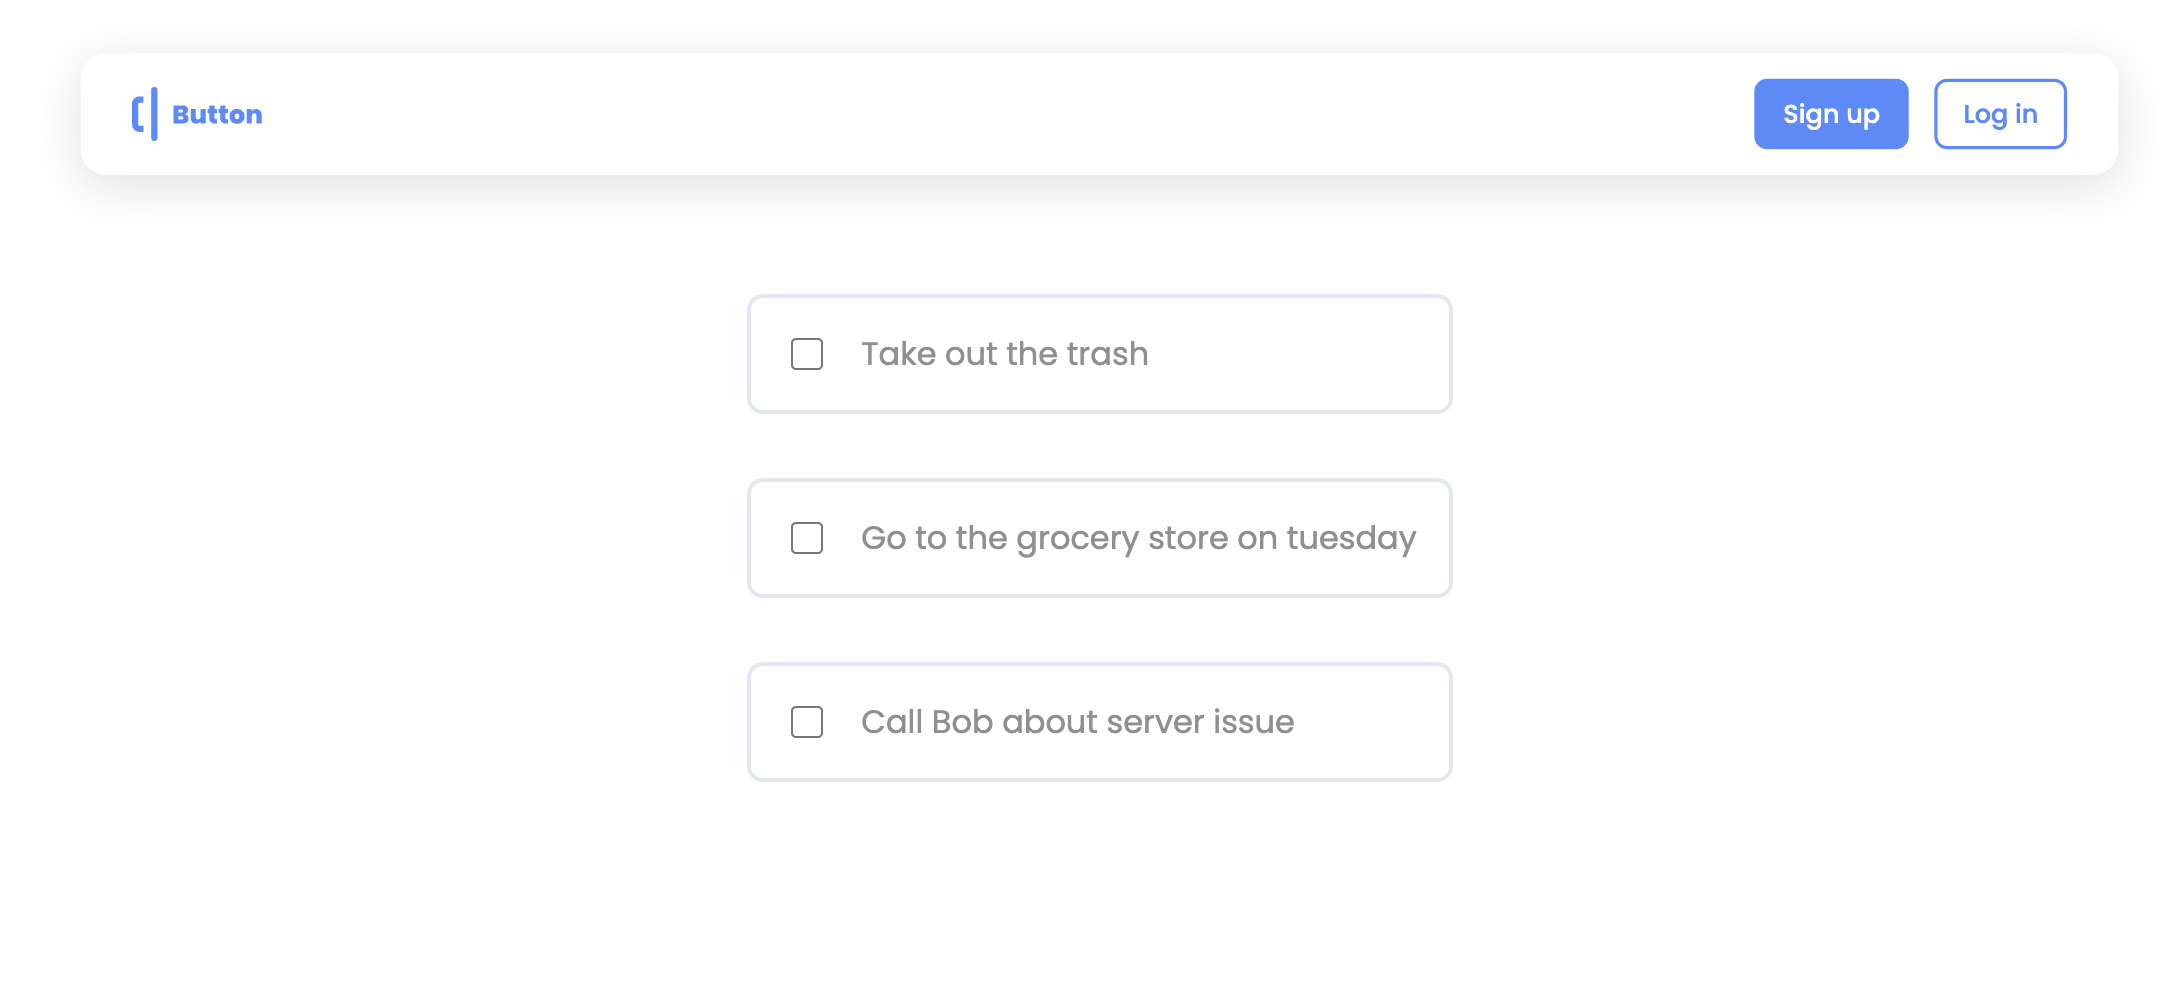 Button
Sign up
Log in
Take out the trash
Go to the grocery store on tuesday
Call Bob about server issue